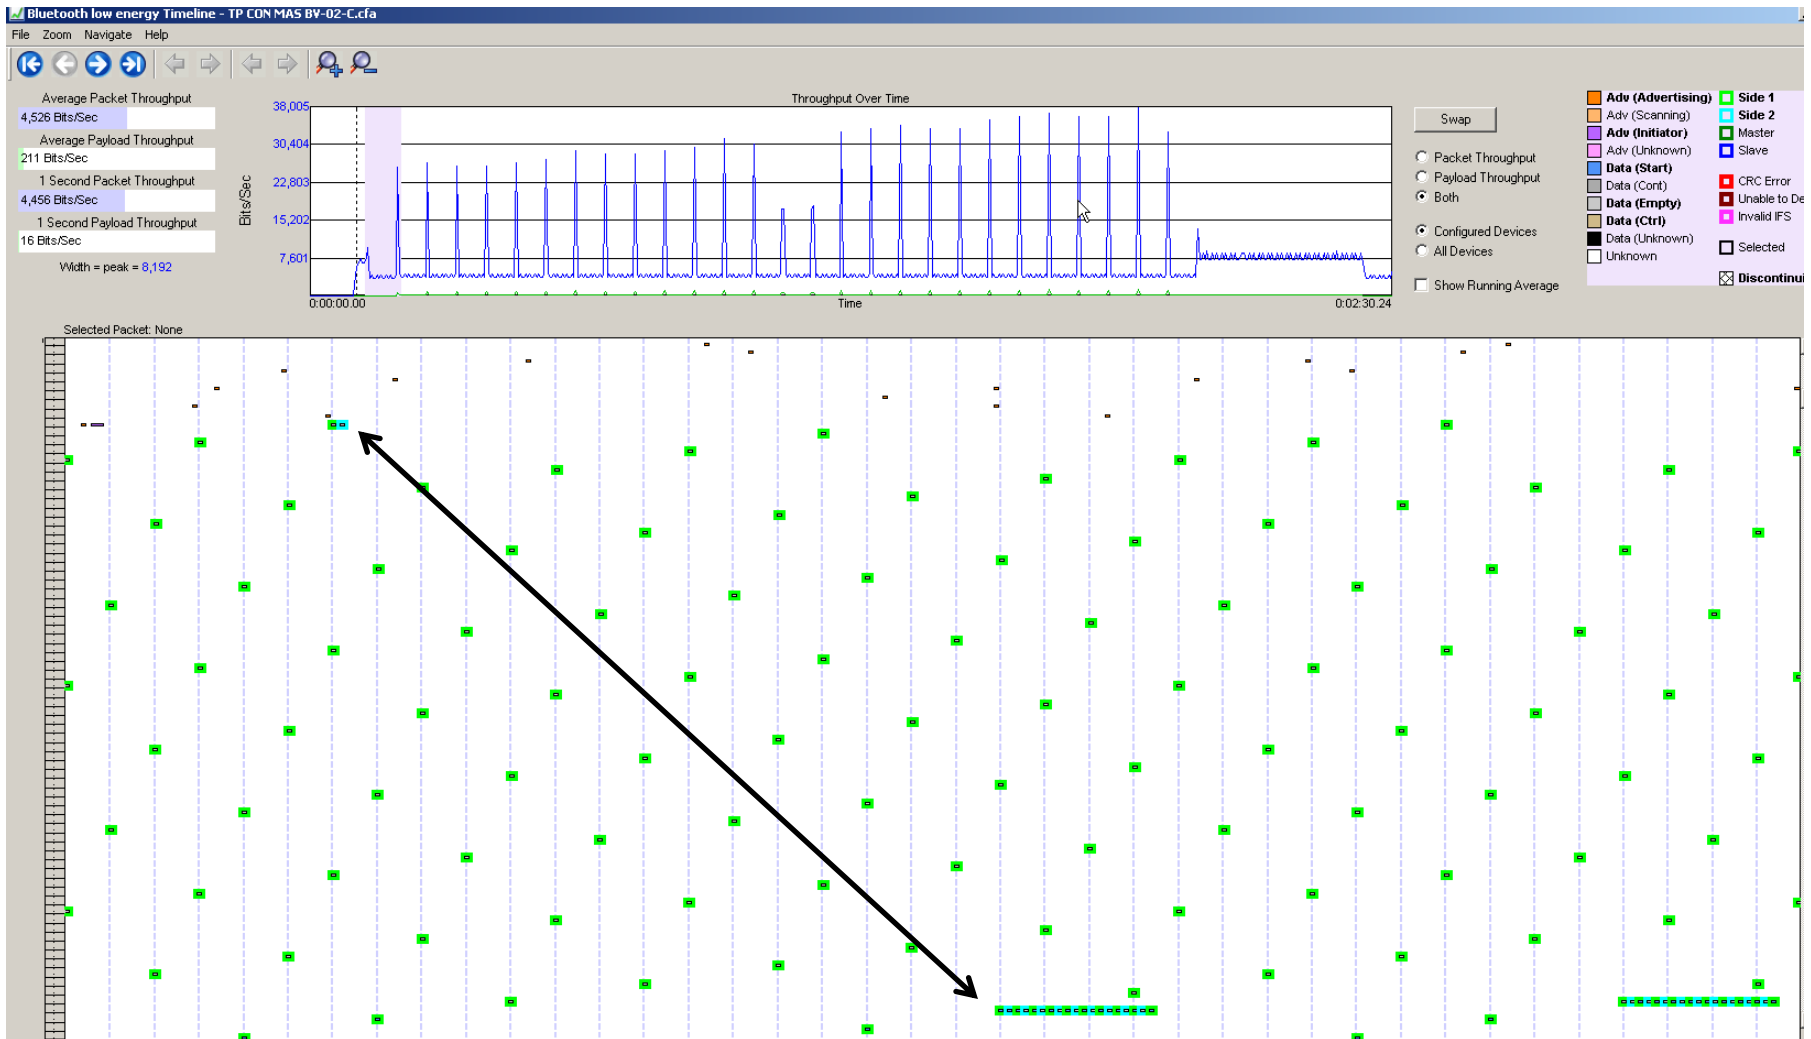 Bluetooth low energy Timeline - TP CON MAS BV-02-C.cfa
File Zoom Navigate Help
Average Packet Throughput
4,526 Bits/Sec
Average Payload Throughput
211 Bits/Sec
1 Second Packet Throughput
4,456 Bits/Sec
1 Second Payload Throughput
16 Bits/Sec
Width = peak = 8,192
Throughput Over Time
Bits/Sec
38,005
30,404
22,803
15,202
7,601
0:00:00.00
Time
0:02:30.24
Swap
Packet Throughput
Payload Throughput
Both
Configured Devices
All Devices
Show Running Average
Adv (Advertising)
Adv (Scanning)
Adv (Initiator)
Adv (Unknown)
Data (Start)
Data (Cont)
Data (Empty)
Data (Ctrl)
Data (Unknown)
Unknown
Side 1
Side 2
Master
Slave
CRC Error
Unable to De
Invalid IFS
Selected
Discontinui
Selected Packet: None